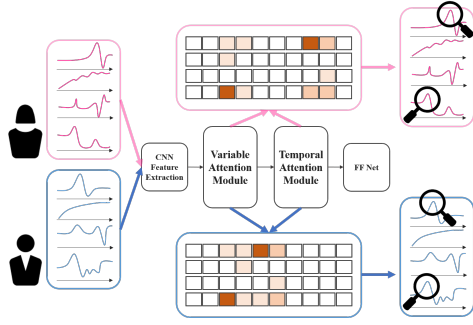 CNN
Feature
Extraction
Variable
Attention
Module
Temporal
Attention
Module
FF Net